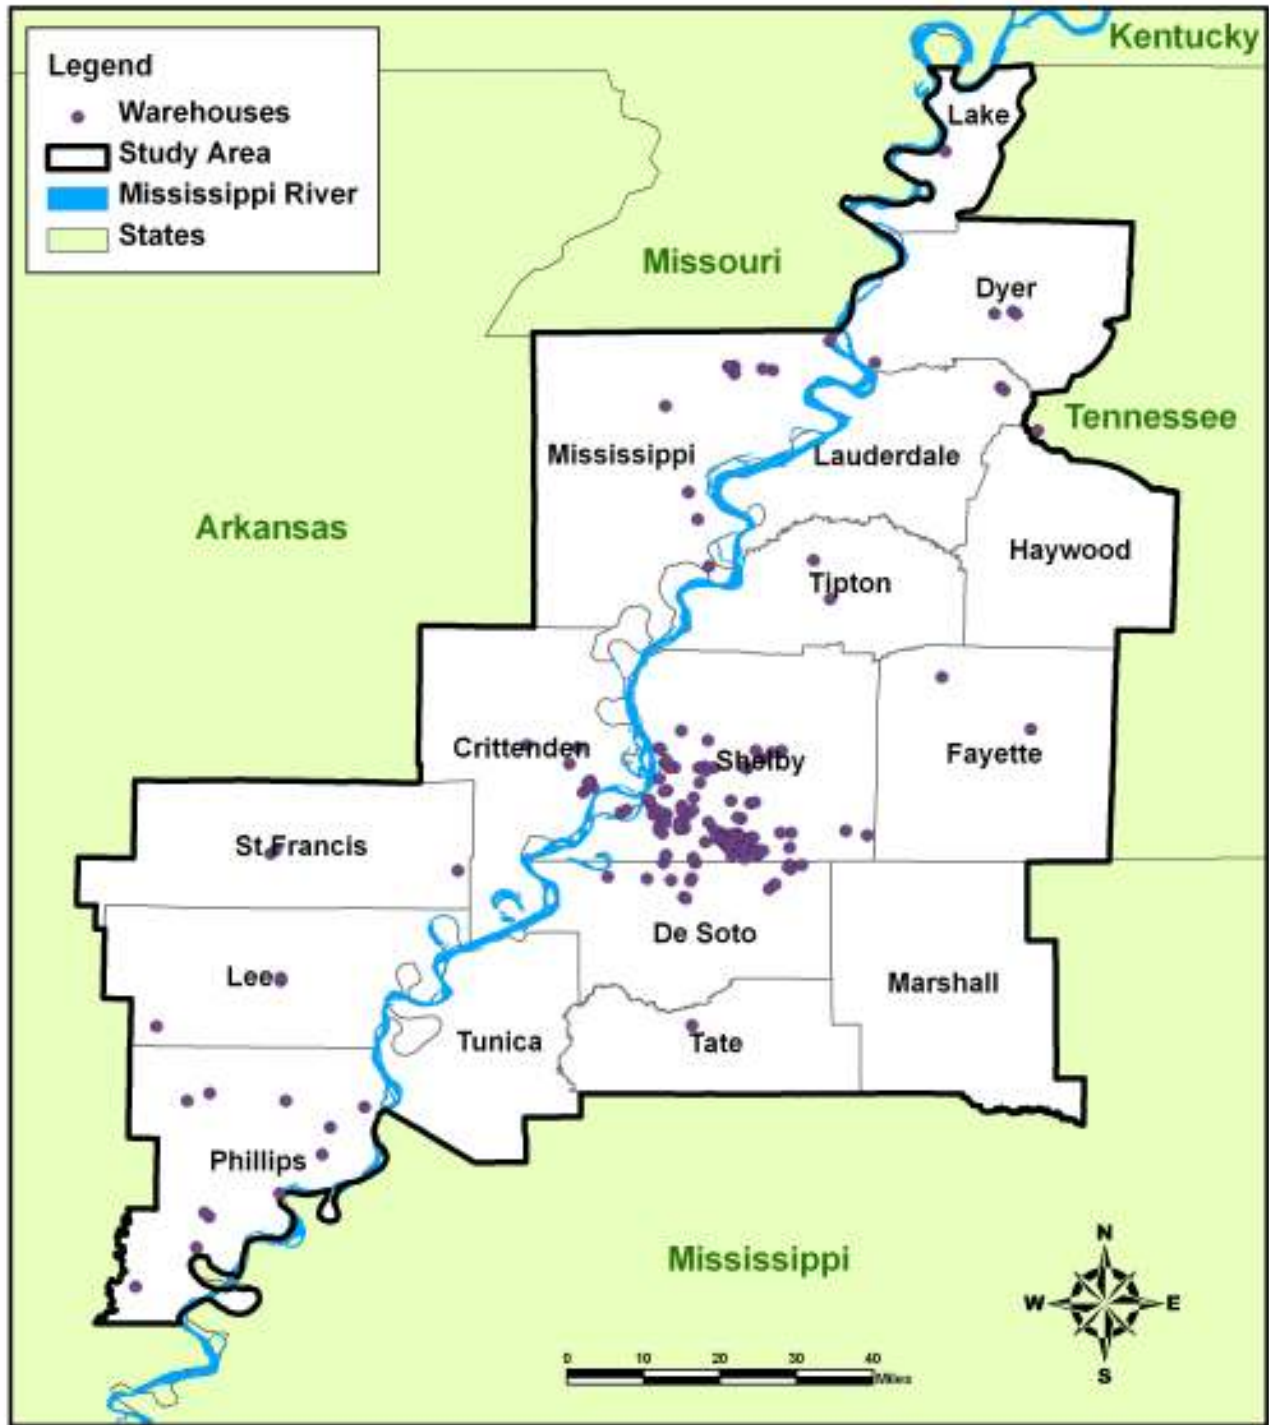 Kentucky
Legend
Warehouses
Study Area
Mississippi River
States
Lake
Missouri
Dyer
Tennessee
Mississippi
Lauderdale
Arkansas
Haywood
Tipton
Crittenden
Shelby
Fayette
St Francis
De Soto
Lee
Marshall
Tunica
Tate
Phillips
Mississippi
N
W E
S
0 10 20 30 40
Miles